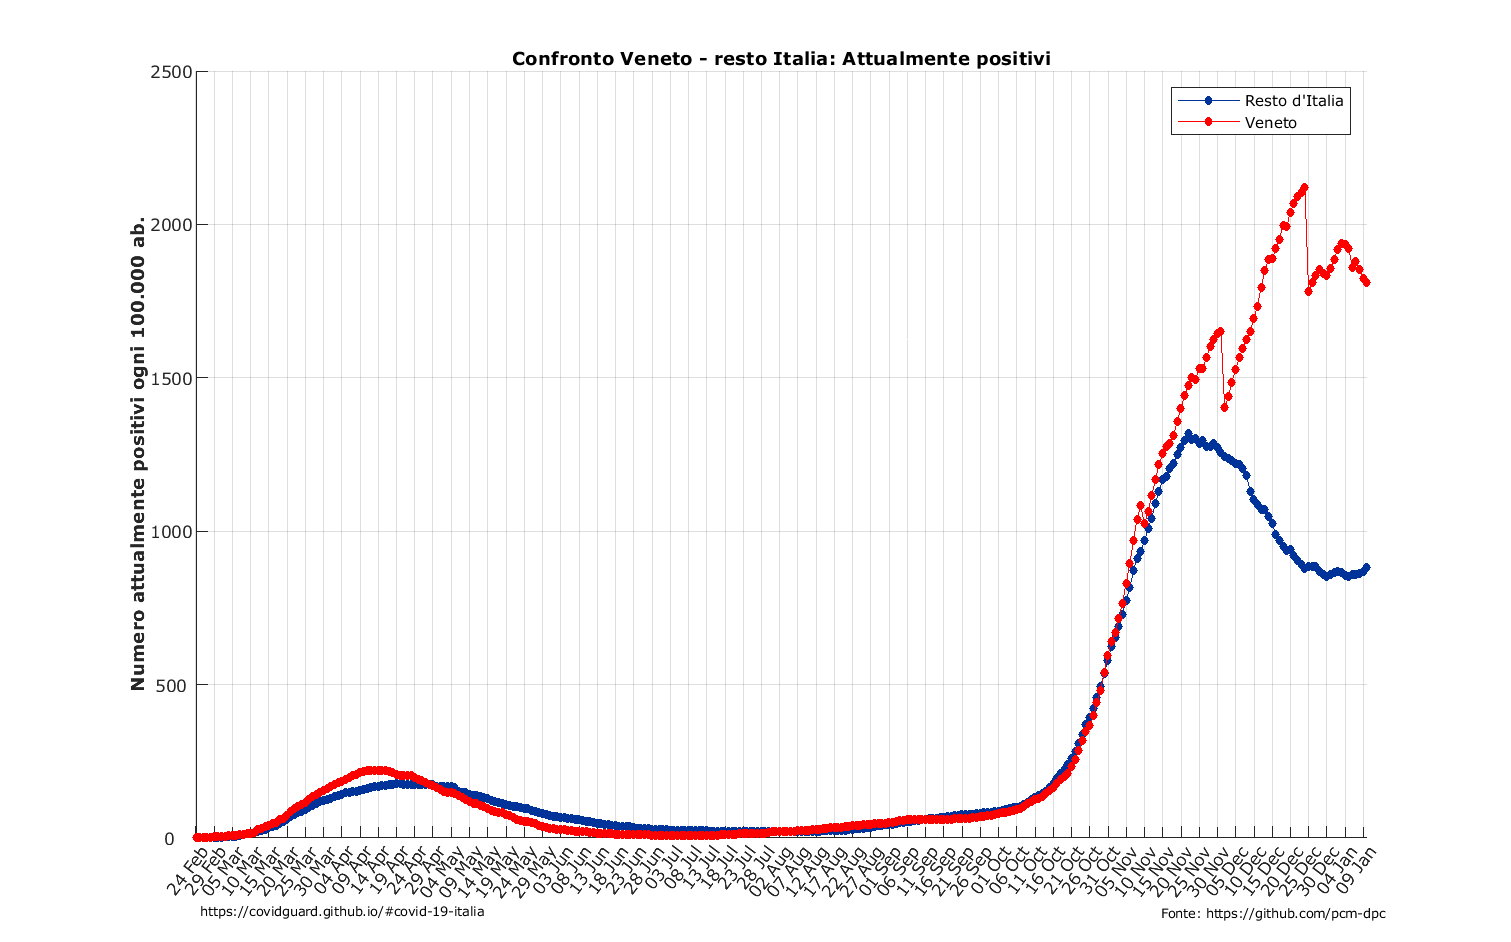 Confronto Veneto - resto Italia: Attualmente positivi
Resto d'Italia
Veneto
Numero attualmente positivi ogni 100.000 ab.
2500
2000
1500
1000
500
0
24 Feb
29 Feb
05 Mar
10 Mar
15 Mar
20 Mar
25 Mar
30 Mar
04 Apr
09 Apr
14 Apr
19 Apr
24 Apr
29 Apr
04 May
09 May
14 May
19 May
24 May
29 May
03 Jun
08 Jun
13 Jun
18 Jun
23 Jun
28 Jun
03 Jul
08 Jul
13 Jul
18 Jul
23 Jul
28 Jul
02 Aug
07 Aug
12 Aug
17 Aug
22 Aug
27 Aug
01 Sep
06 Sep
11 Sep
16 Sep
21 Sep
26 Sep
01 Oct
06 Oct
11 Oct
16 Oct
21 Oct
26 Oct
31 Oct
05 Nov
10 Nov
15 Nov
20 Nov
25 Nov
30 Nov
05 Dec
10 Dec
15 Dec
20 Dec
25 Dec
30 Dec
04 Jan
09 Jan
https://covidguard.github.io/#covid-19-italia
Fonte: https://github.com/pcm-dpc